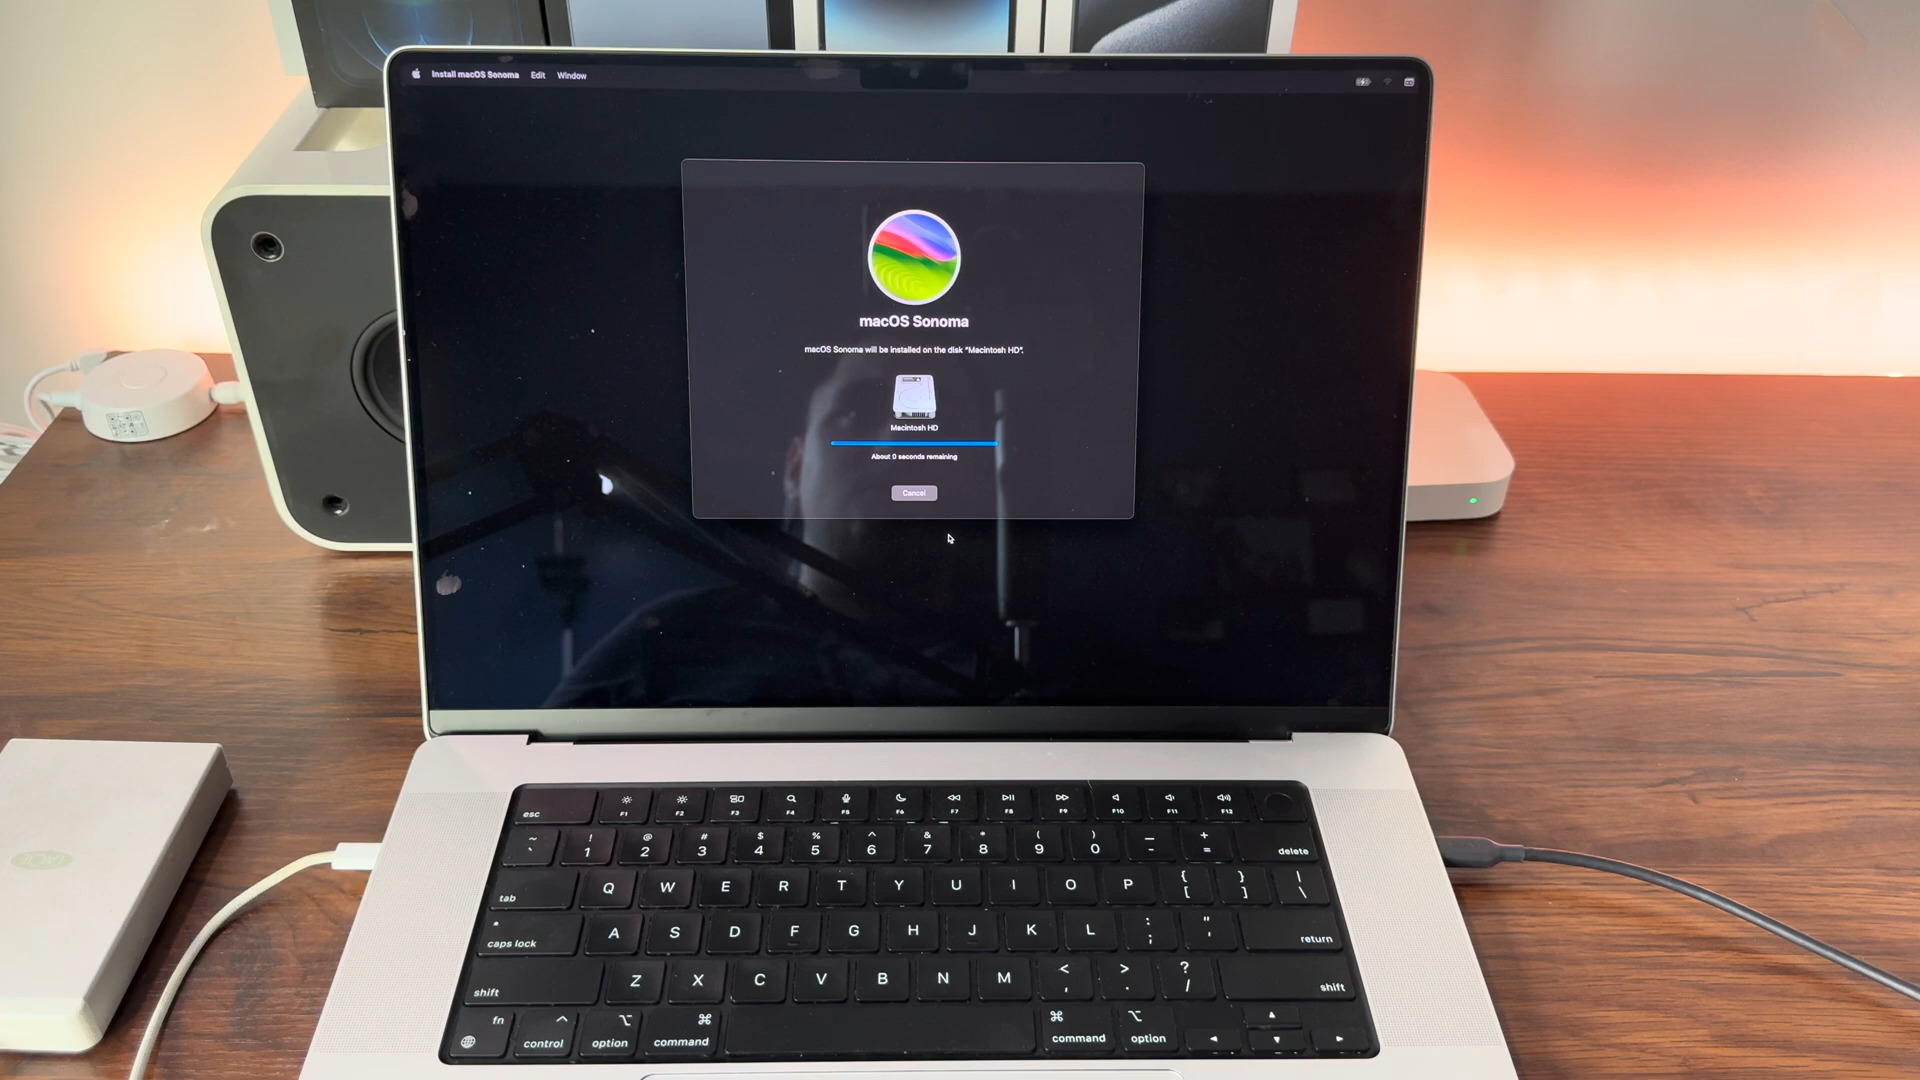 Install macOS Sonoma Edit Window
macOS Sonoma
macOS Sonoma will be installed on the disk "Macintosh HD".
Macintosh HD
About 0 seconds remaining
Cancel
esc F1 F2 F3 F4 F5 F6 F7 F8 F9 F10 F11 F12
~ ! @ # $ % ^ & * ( ) — +
` 1 2 3 4 5 6 7 8 9 0 - = delete
tab Q W E R T Y U I O P { [ } ] | \
caps lock A S D F G H J K L : ; " ' return
shift Z X C V B N M < , > . ? / shift
fn control option command command option